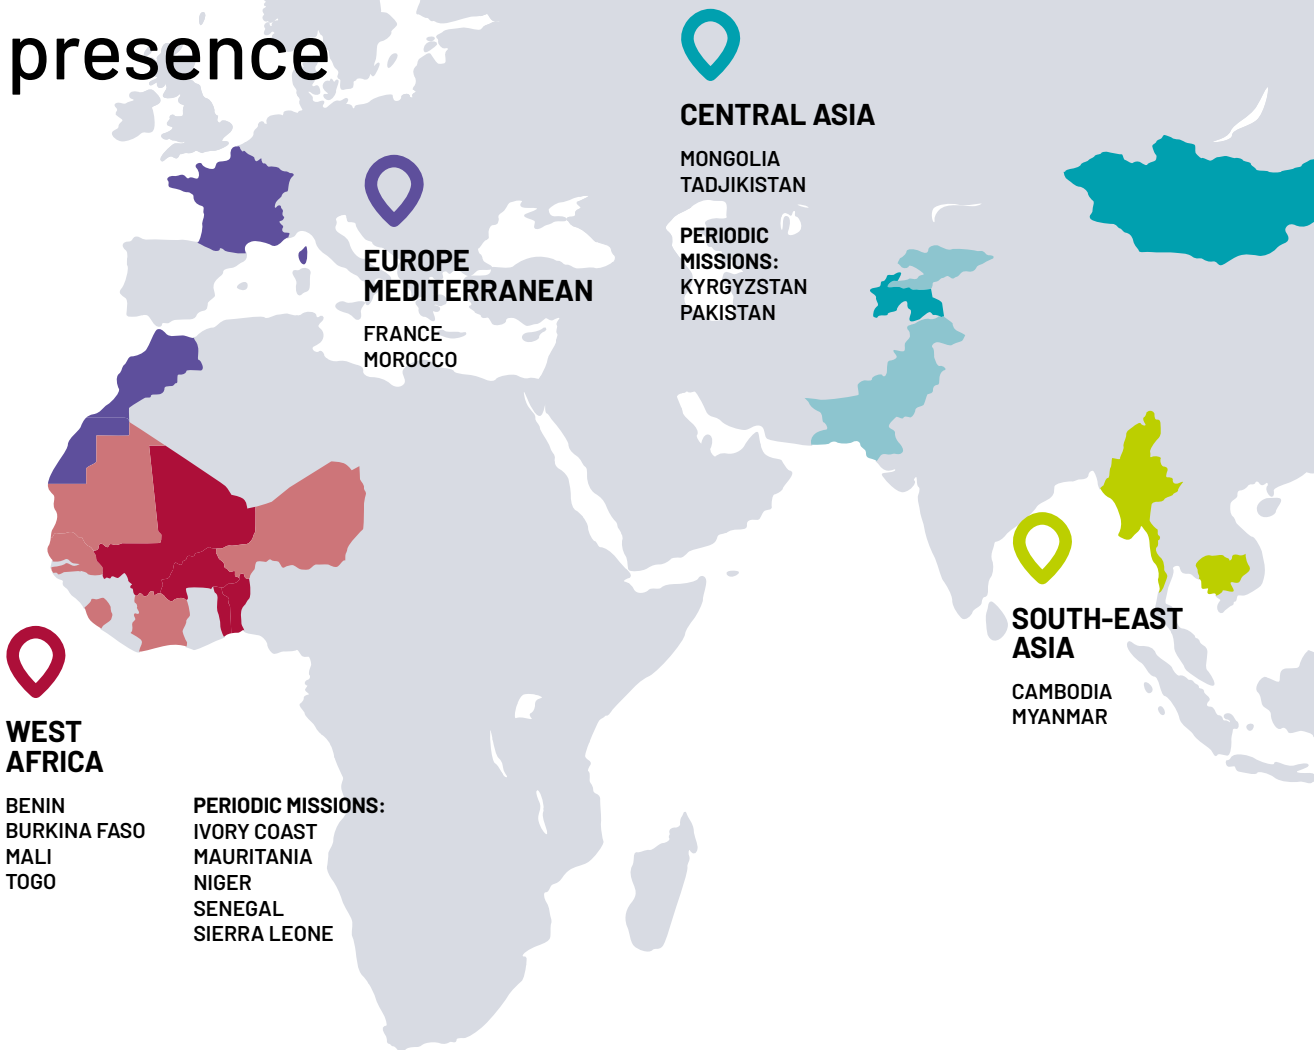 presence
CENTRAL ASIA
MONGOLIA
TADJIKISTAN
PERIODIC
MISSIONS:
KYRGYZSTAN
PAKISTAN
EUROPE
MEDITERRANEAN
FRANCE
MOROCCO
SOUTH-EAST
ASIA
CAMBODIA
MYANMAR
WEST
AFRICA
BENIN
BURKINA FASO
MALI
TOGO
PERIODIC MISSIONS:
IVORY COAST
MAURITANIA
NIGER
SENEGAL
SIERRA LEONE